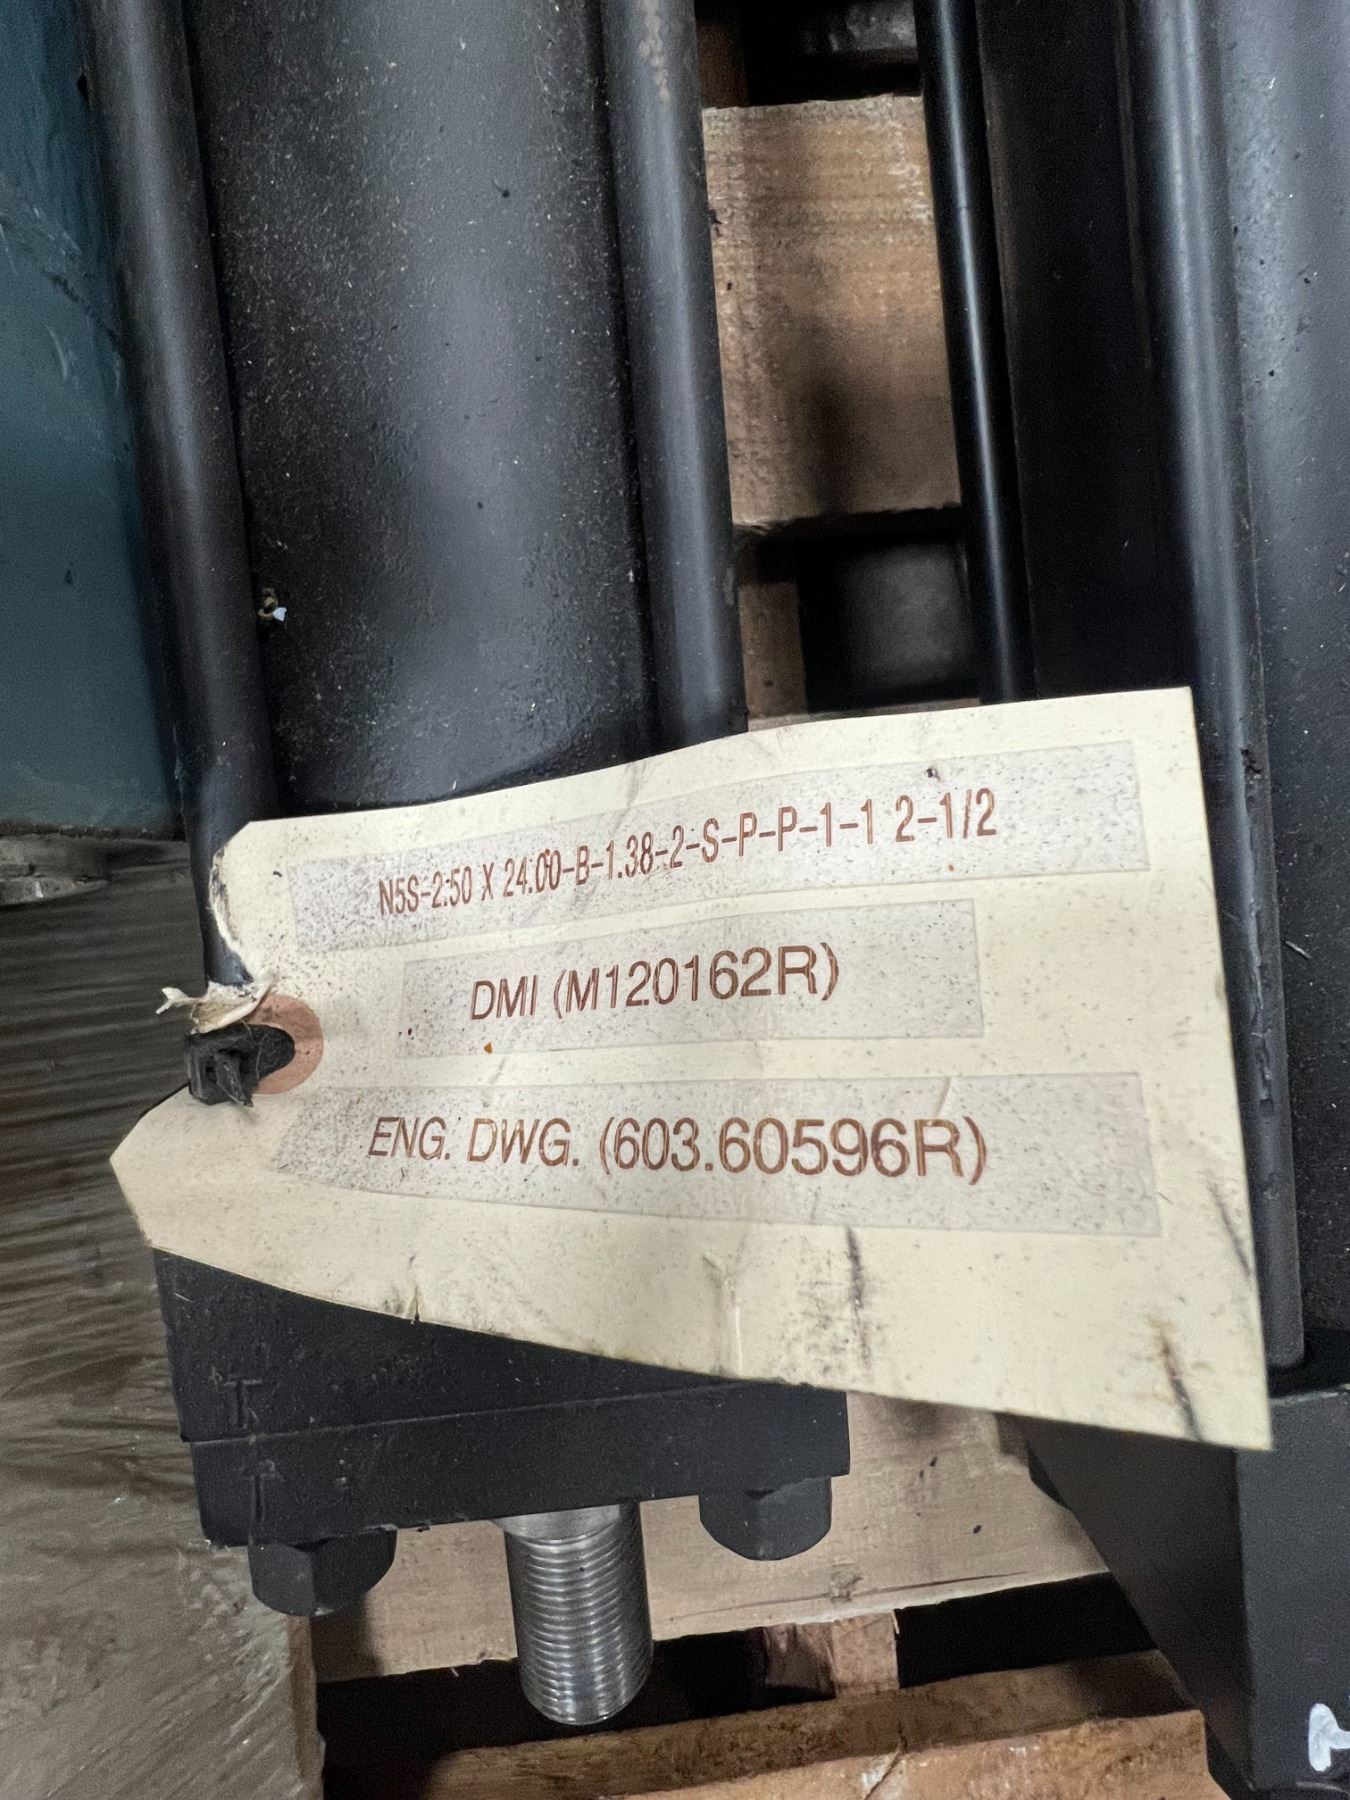 N5S-2.50 X 24.00-B-1.38-2-S-P-P-1-1 2-1/2
DMI (M120162R)
ENG. DWG. (603.60596R)
T
T